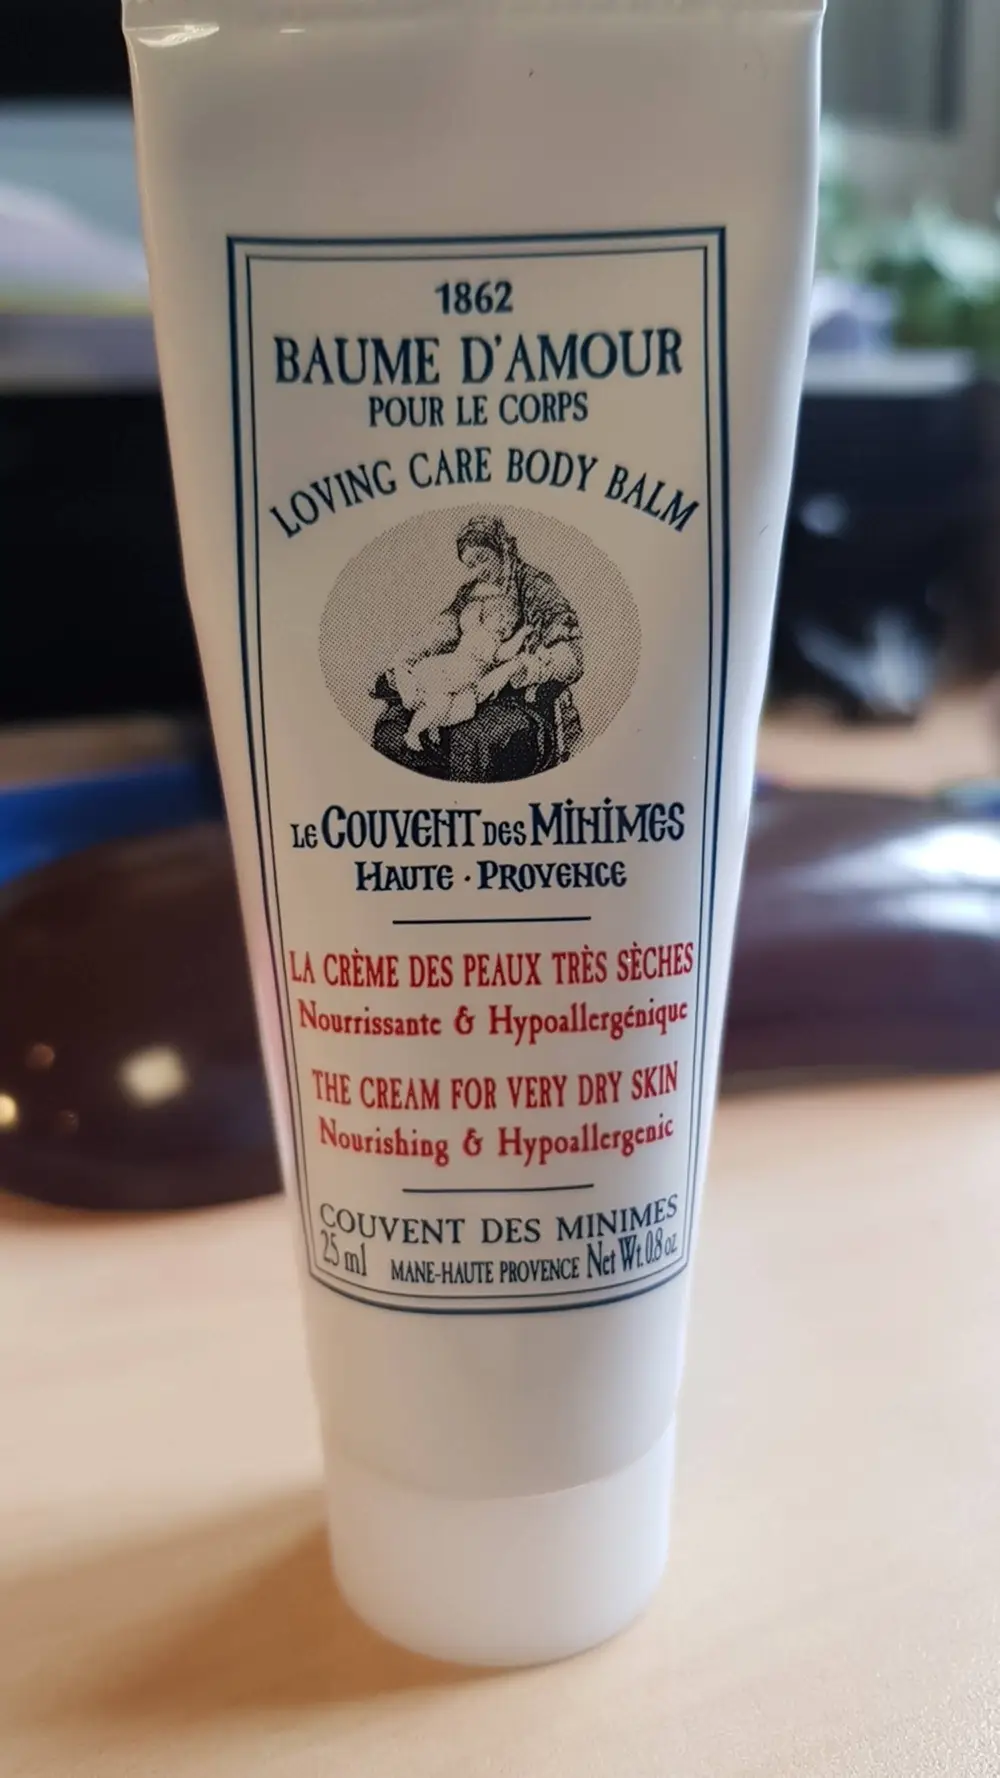 1862
BAUME D'AMOUR
POUR LE CORPS
LOVING CARE BODY BALM
LE COUVENT DES MINIMES
HAUTE · PROVENCE
LA CRÈME DES PEAUX TRÈS SÈCHES
Nourrissante & Hypoallergénique
THE CREAM FOR VERY DRY SKIN
Nourishing & Hypoallergenic
COUVENT DES MINIMES
25 ml MANE-HAUTE PROVENCE Net Wt. 0.8 oz